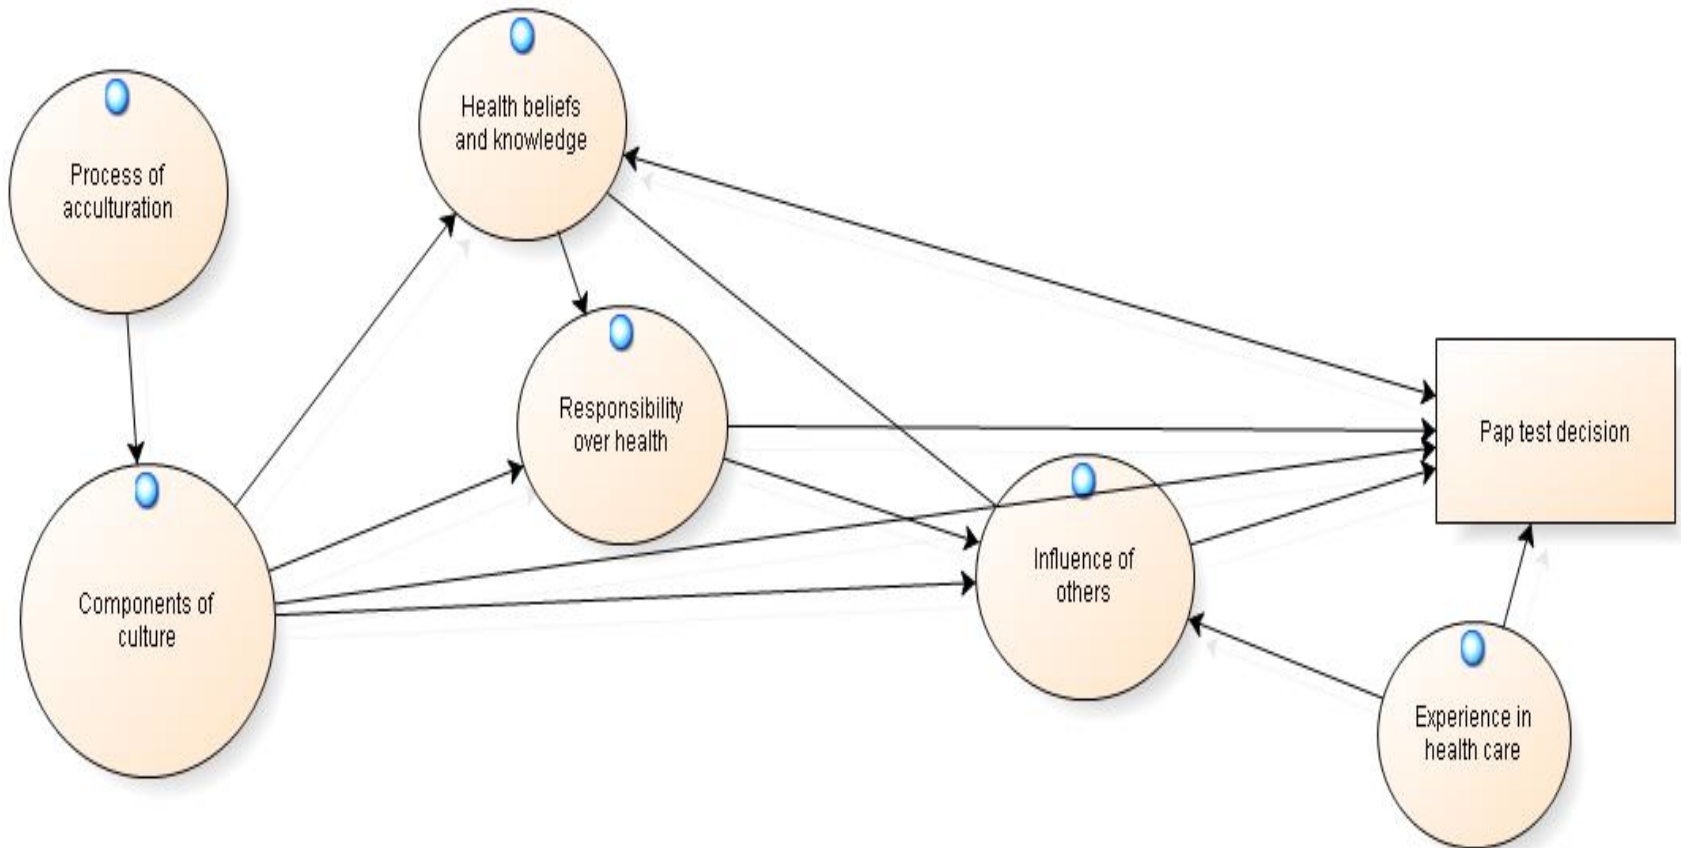 Health beliefs
and knowledge
Process of
acculturation
Responsibility
over health
Pap test decision
Influence of
others
Components of
culture
Experience in
health care